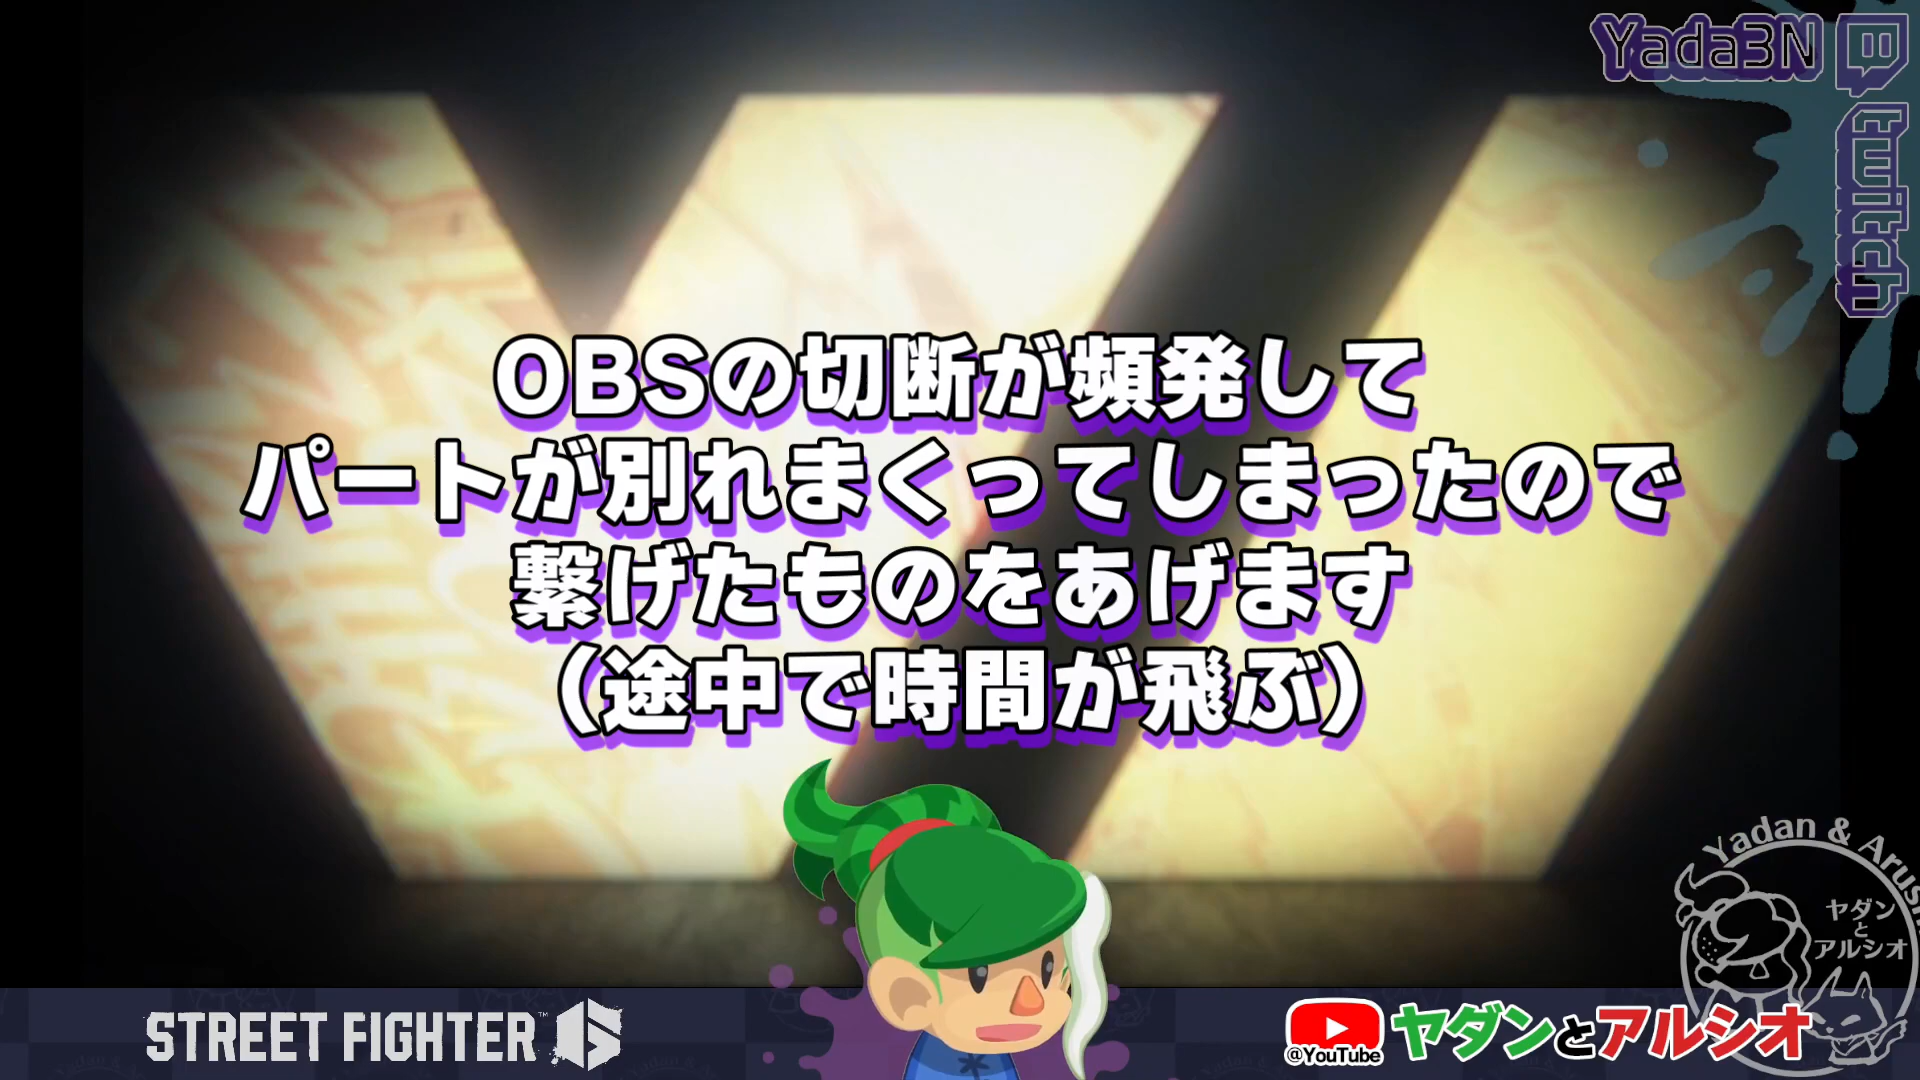 Yada3N
twitch
OBSの切断が頻発して
パートが別れまくってしまったので
繋げたものをあげます
（途中で時間が飛ぶ）
Yadan & Arus
ヤダン
と
アルシオ
STREET FIGHTER™ 6
@YouTube
ヤダンとアルシオ